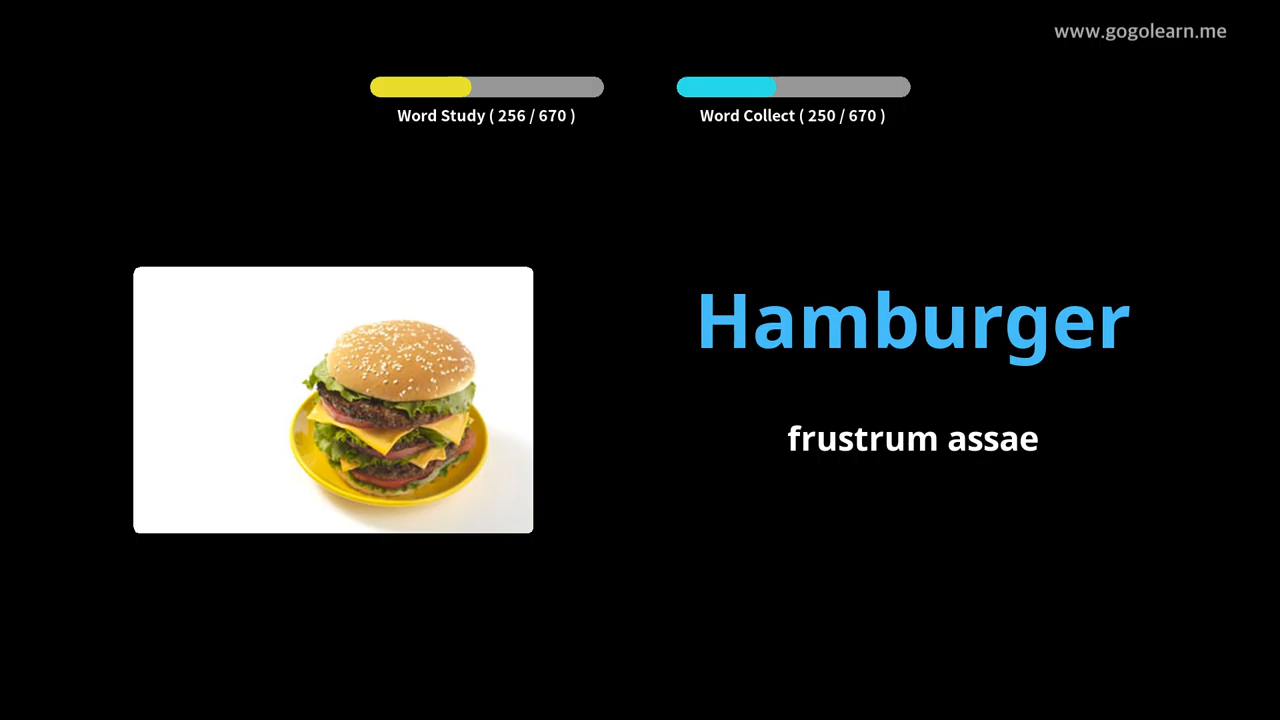 www.gogolearn.me
Word Study ( 256 / 670 )
Word Collect ( 250 / 670 )
Hamburger
frustrum assae